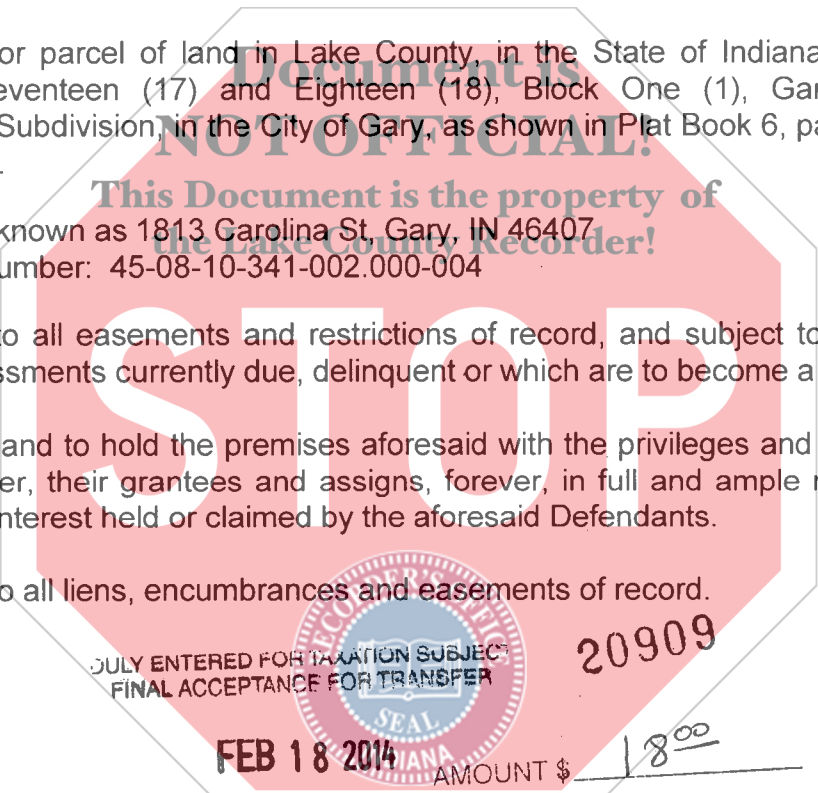 or parcel of land in Lake County, in the State of Indiana
Document is
eventeen (17) and Eighteen (18), Block One (1), Gar
Subdivision, in the City of Gary, as shown in Plat Book 6, pa
NOT OFFICIAL!
This Document is the property of
known as 1813 Carolina St, Gary, IN 46407
the Lake County Recorder!
umber: 45-08-10-341-002.000-004
STOP
to all easements and restrictions of record, and subject to
ssments currently due, delinquent or which are to become a
and to hold the premises aforesaid with the privileges and
er, their grantees and assigns, forever, in full and ample
nterest held or claimed by the aforesaid Defendants.
o all liens, encumbrances and easements of record.
RECORDER'S OFFICE
SEAL
INDIANA
20909
DULY ENTERED FOR TAXATION SUBJECT
FINAL ACCEPTANCE FOR TRANSFER
FEB 18 2014
AMOUNT $ 18 00